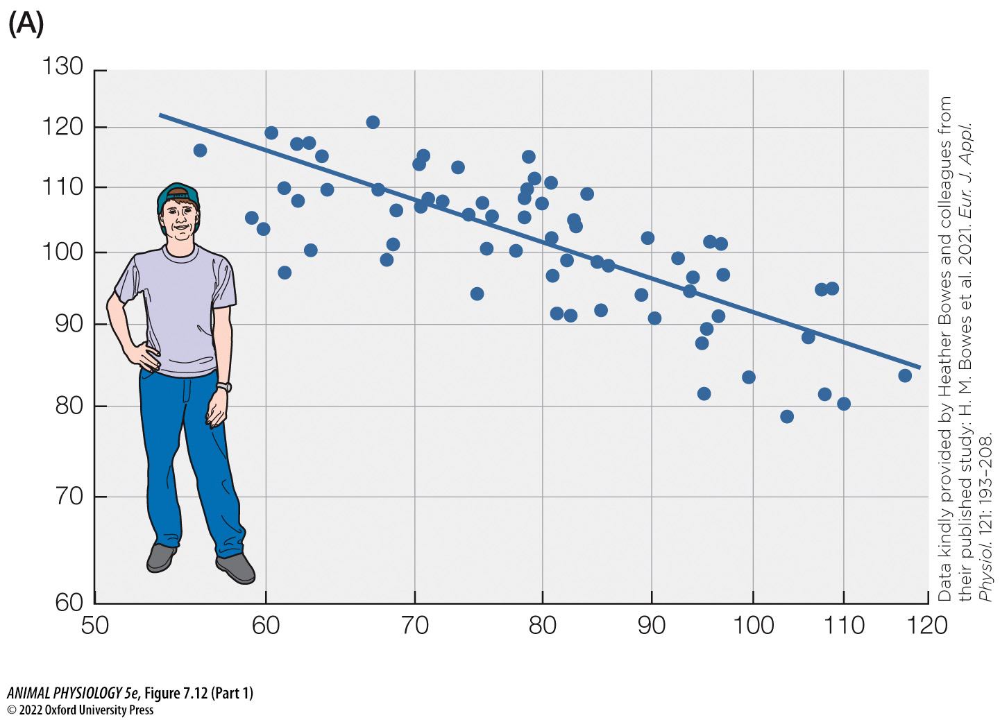 (A)
130
120
110
100
90
80
70
60
50 60 70 80 90 100 110 120
Data kindly provided by Heather Bowes and colleagues from
their published study: H. M. Bowes et al. 2021. Eur. J. Appl.
Physiol. 121: 193–208.
ANIMAL PHYSIOLOGY 5e, Figure 7.12 (Part 1)
© 2022 Oxford University Press